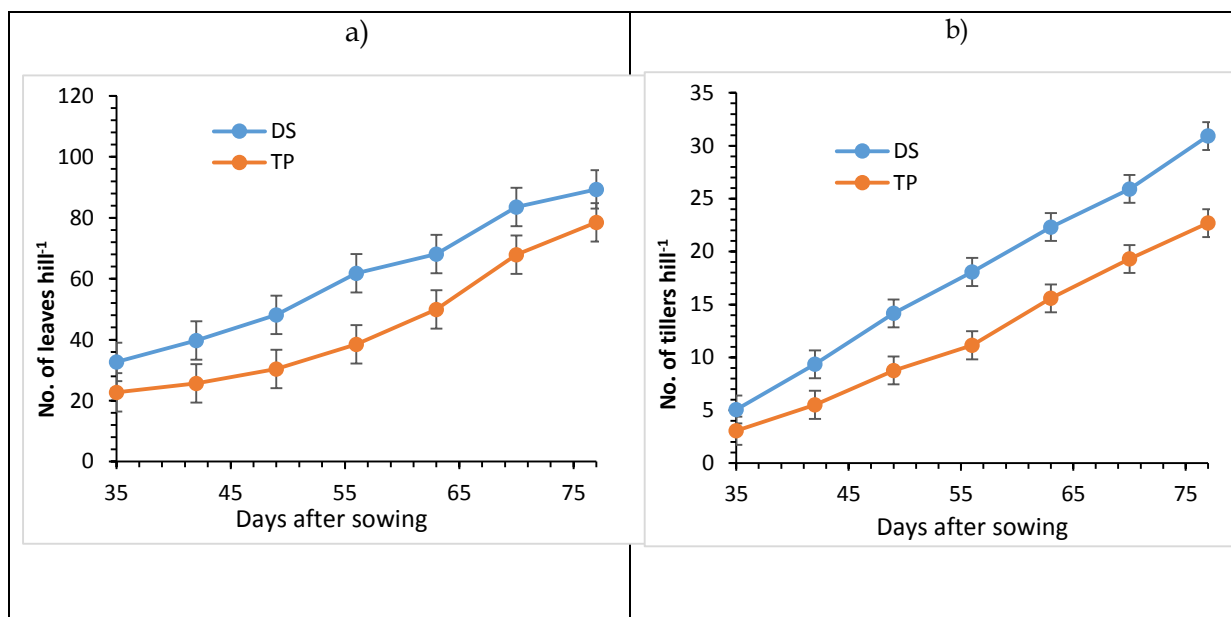 a)
120
100
80
60
40
20
0
No. of leaves hill⁻¹
DS
TP
35 45 55 65 75
Days after sowing
b)
35
30
25
20
15
10
5
0
No. of tillers hill⁻¹
DS
TP
35 45 55 65 75
Days after sowing